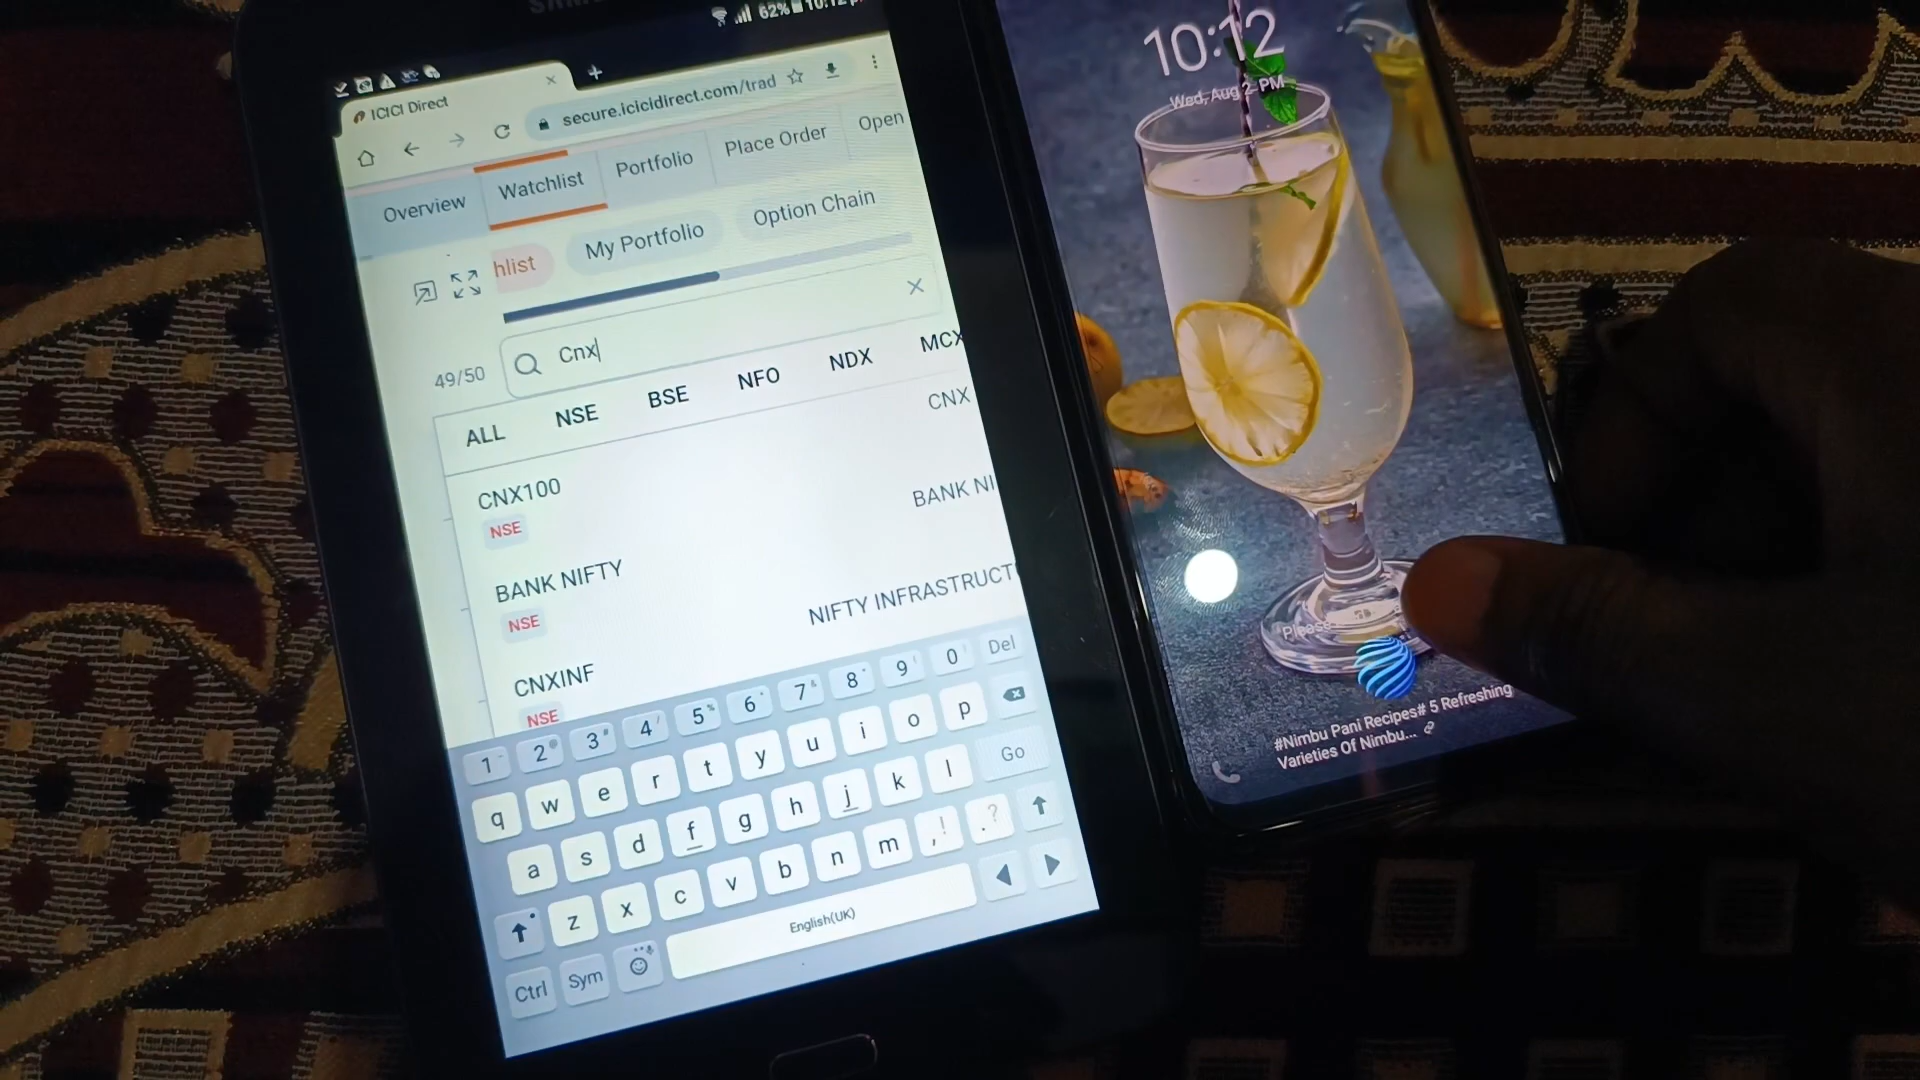 62%
ICICI Direct
secure.icicidirect.com/trad
Overview
Watchlist
Portfolio
Place Order
Open
hlist
My Portfolio
Option Chain
49/50
Cnx
ALL
NSE
BSE
NFO
NDX
MCX
CNX100
CNX
NSE
BANK NIFTY
BANK NI
NSE
CNXINF
NIFTY INFRASTRUCT
NSE
1 2 3 4 5 6 7 8 9 0 Del
q w e r t y u i o p
a s d f g h j k l Go
z x c v b n m ,! .?
Ctrl Sym English(UK)
10:12
Wed, Aug 2 PM
#Nimbu Pani Recipes# 5 Refreshing
Varieties Of Nimbu...